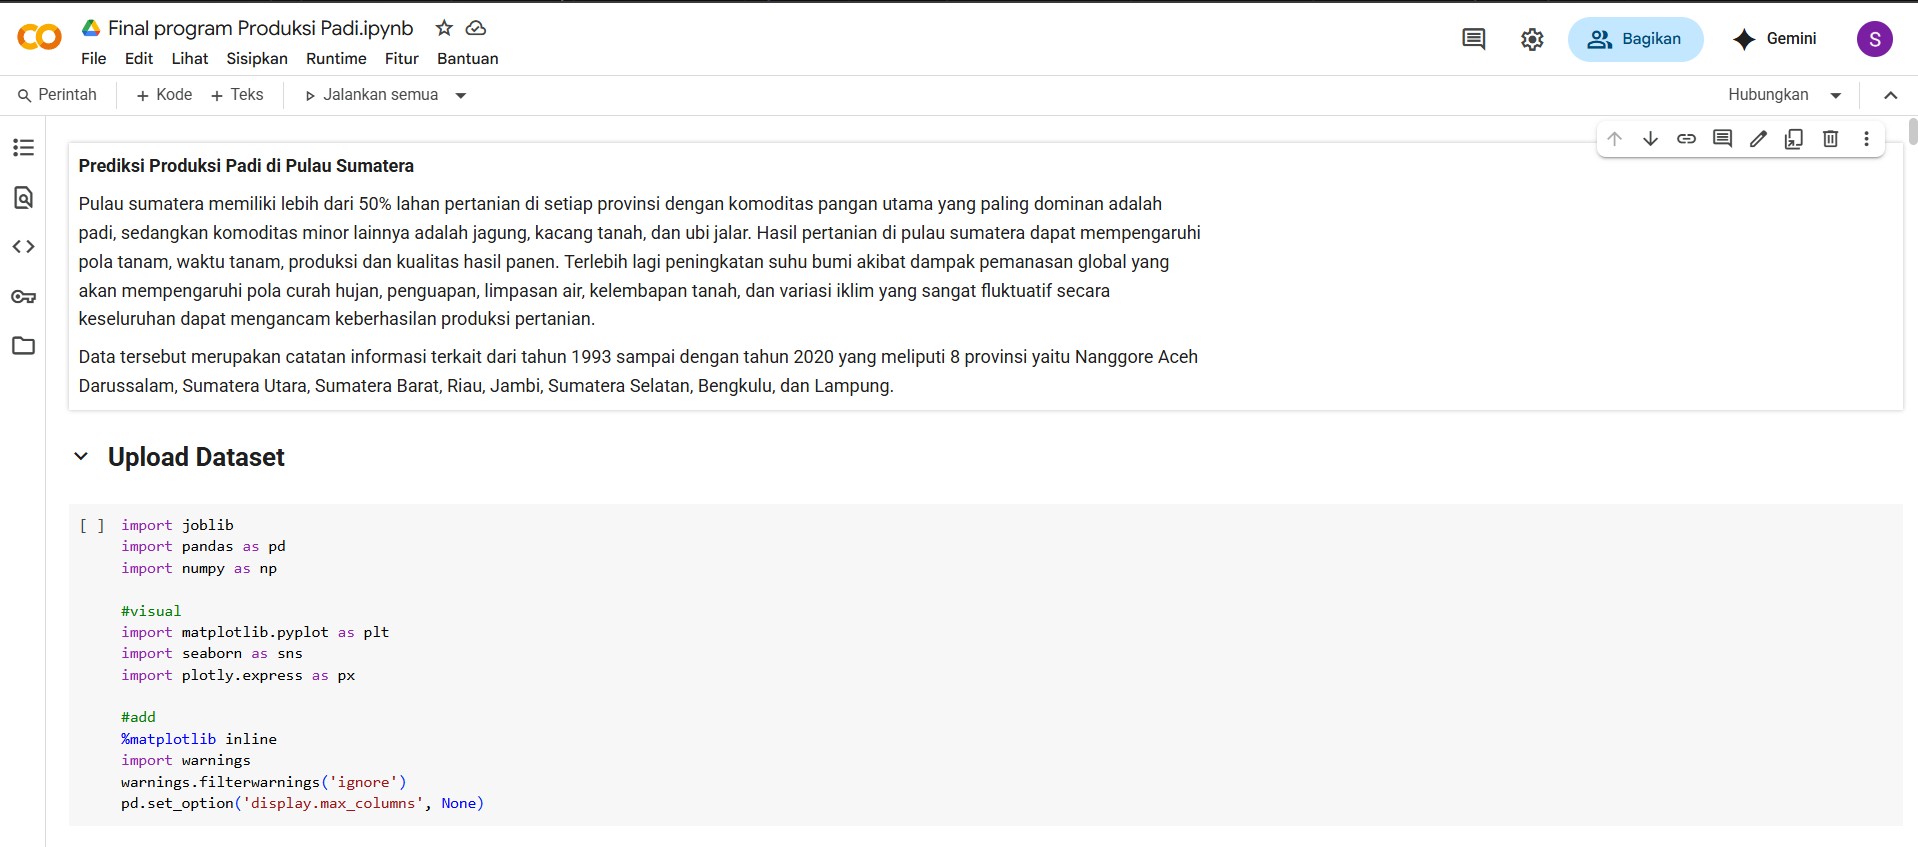 Final program Produksi Padi.ipynb
File Edit Lihat Sisipkan Runtime Fitur Bantuan
Bagikan
Gemini
S
Perintah + Kode + Teks Jalankan semua
Hubungkan
Prediksi Produksi Padi di Pulau Sumatera
Pulau sumatera memiliki lebih dari 50% lahan pertanian di setiap provinsi dengan komoditas pangan utama yang paling dominan adalah
padi, sedangkan komoditas minor lainnya adalah jagung, kacang tanah, dan ubi jalar. Hasil pertanian di pulau sumatera dapat mempengaruhi
pola tanam, waktu tanam, produksi dan kualitas hasil panen. Terlebih lagi peningkatan suhu bumi akibat dampak pemanasan global yang
akan mempengaruhi pola curah hujan, penguapan, limpasan air, kelembapan tanah, dan variasi iklim yang sangat fluktuatif secara
keseluruhan dapat mengancam keberhasilan produksi pertanian.
Data tersebut merupakan catatan informasi terkait dari tahun 1993 sampai dengan tahun 2020 yang meliputi 8 provinsi yaitu Nanggore Aceh
Darussalam, Sumatera Utara, Sumatera Barat, Riau, Jambi, Sumatera Selatan, Bengkulu, dan Lampung.
Upload Dataset
[ ] import joblib
import pandas as pd
import numpy as np
#visual
import matplotlib.pyplot as plt
import seaborn as sns
import plotly.express as px
#add
%matplotlib inline
import warnings
warnings.filterwarnings('ignore')
pd.set_option('display.max_columns', None)